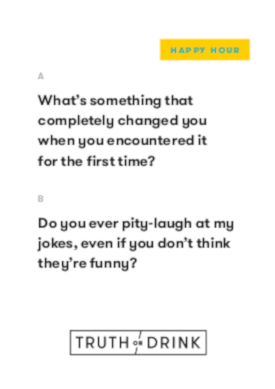 HAPPY HOUR
A
What's something that
completely changed you
when you encountered it
for the first time?
B
Do you ever pity-laugh at my
jokes, even if you don't think
they're funny?
TRUTH OR DRINK